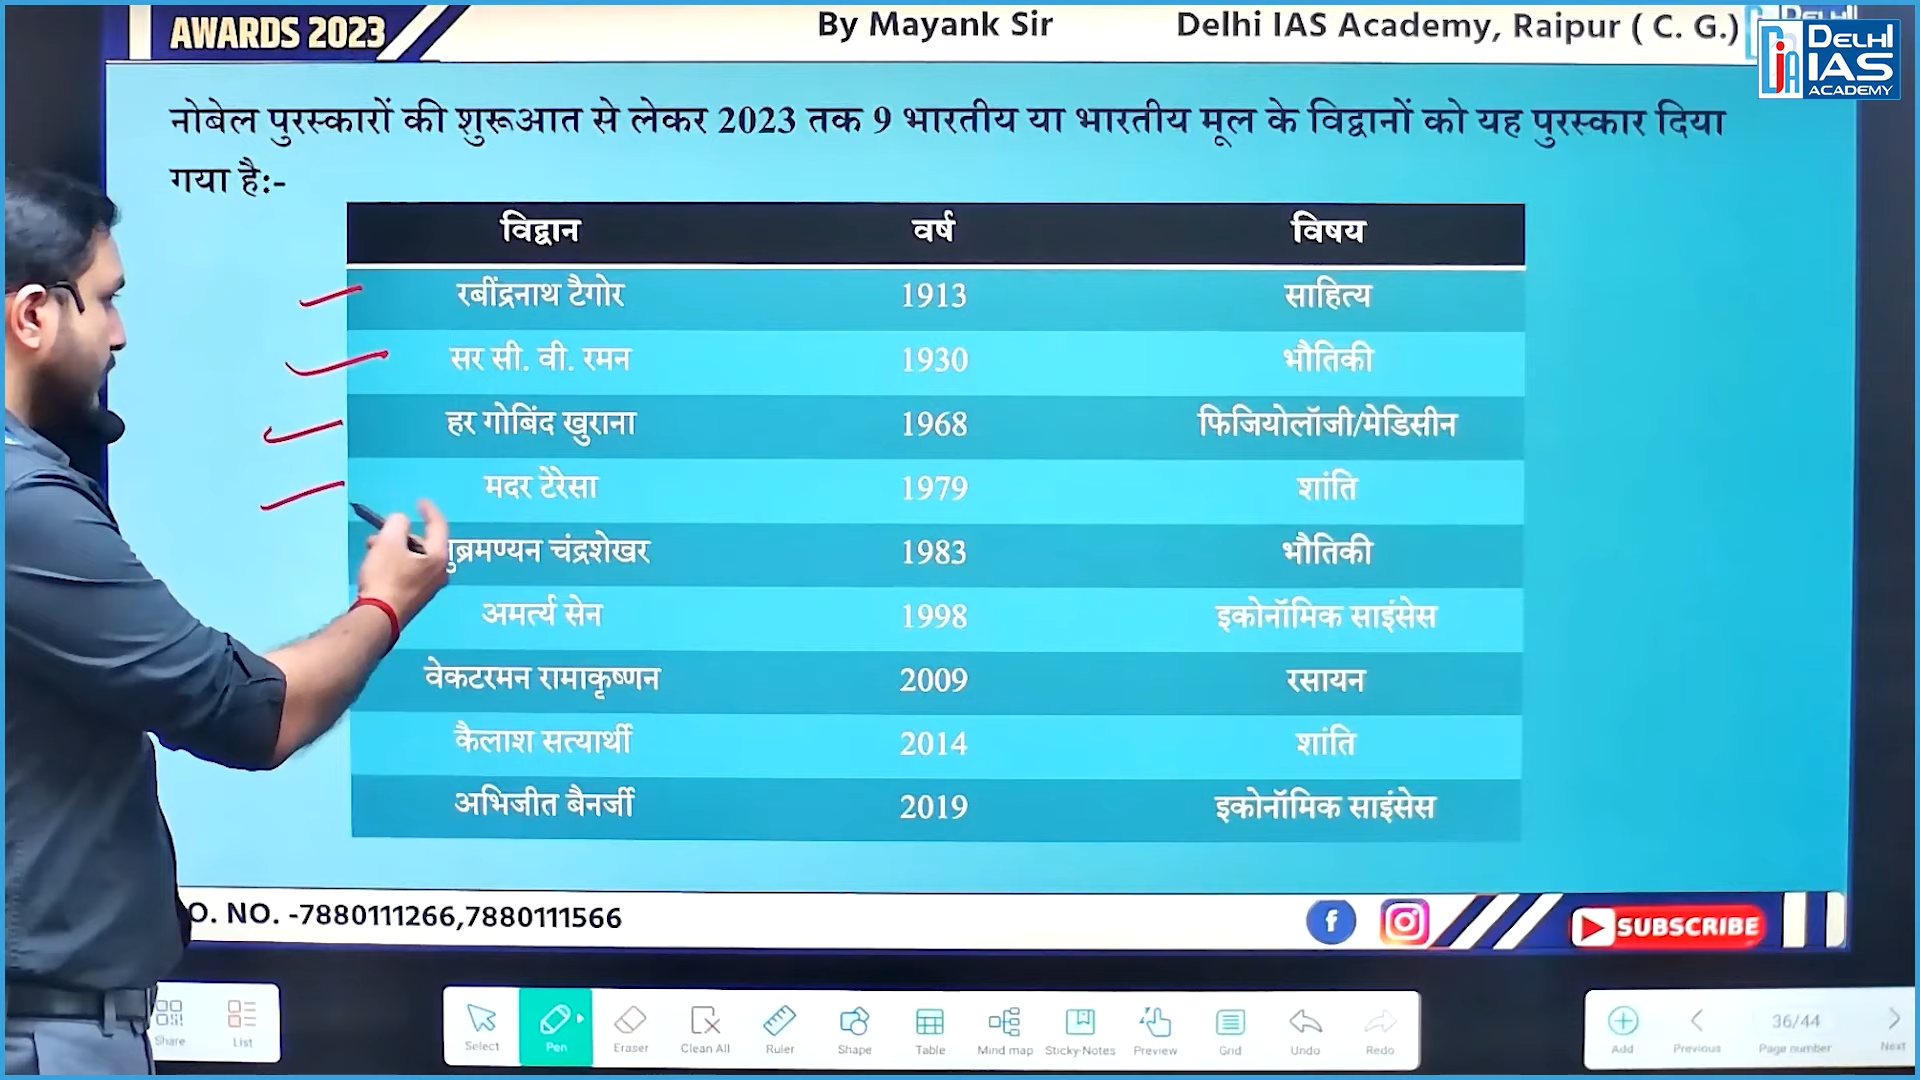 AWARDS 2023
By Mayank Sir
Delhi IAS Academy, Raipur ( C. G.)
DELHI
IAS
ACADEMY
नोबेल पुरस्कारों की शुरूआत से लेकर 2023 तक 9 भारतीय या भारतीय मूल के विद्वानों को यह पुरस्कार दिया
गया है:-
विद्वान वर्ष विषय
रबींद्रनाथ टैगोर 1913 साहित्य
सर सी. वी. रमन 1930 भौतिकी
हर गोबिंद खुराना 1968 फिजियोलॉजी/मेडिसीन
मदर टेरेसा 1979 शांति
चंद्रशेखर 1983 भौतिकी
अमर्त्य सेन 1998 इकोनॉमिक साइंसेस
वेकटरमन रामाकृष्णन 2009 रसायन
कैलाश सत्यार्थी 2014 शांति
अभिजीत बैनर्जी 2019 इकोनॉमिक साइंसेस
O. NO. -7880111266,7880111566
SUBSCRIBE
Share List Select Pen Eraser Clean All Ruler Shape Table Mind map Sticky-Notes Preview Grid Undo Redo Add Previous Page number Next
36/44